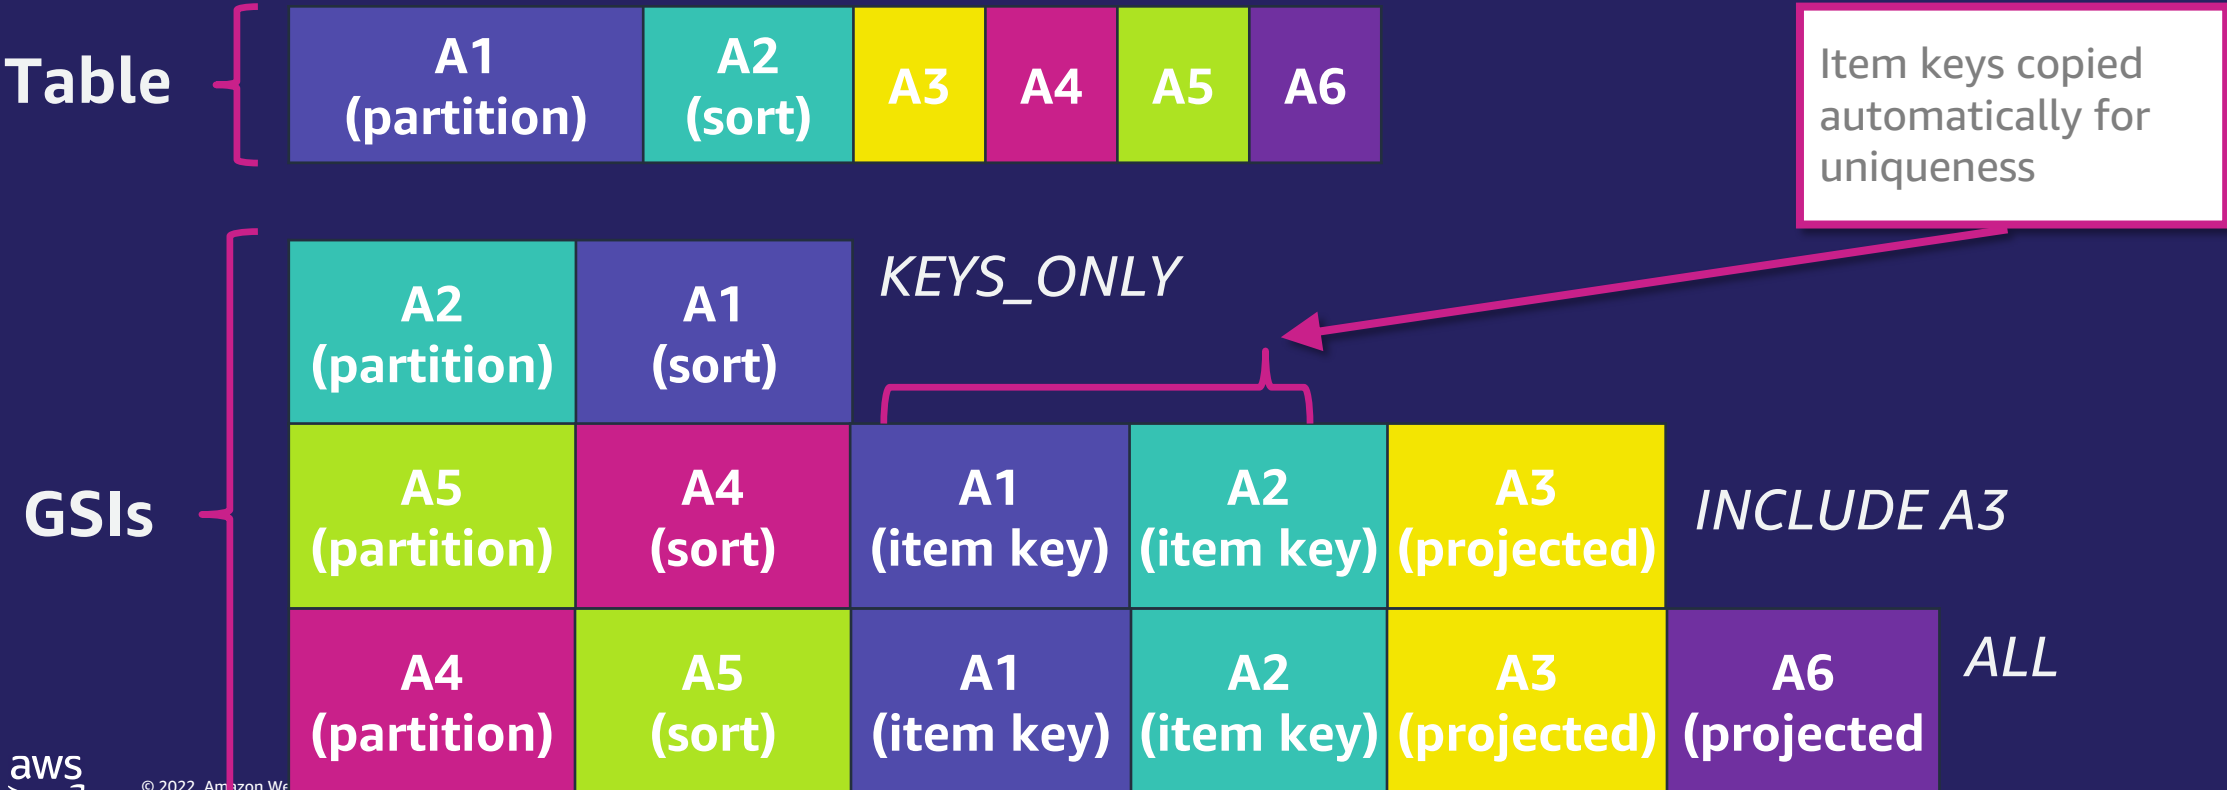 Table
A1
(partition)
A2
(sort)
A3
A4
A5
A6
Item keys copied
automatically for
uniqueness
GSIs
A2
(partition)
A1
(sort)
KEYS_ONLY
A5
(partition)
A4
(sort)
A1
(item key)
A2
(item key)
A3
(projected)
INCLUDE A3
A4
(partition)
A5
(sort)
A1
(item key)
A2
(item key)
A3
(projected)
A6
(projected
ALL
aws
© 2022, Amazon We